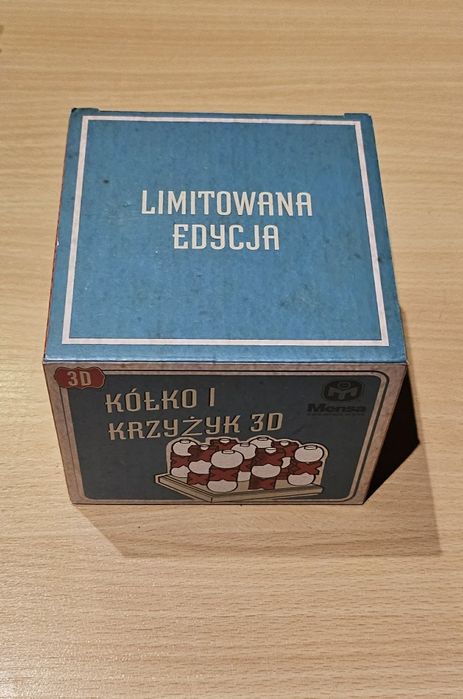 LIMITOWANA
EDYCJA
3D
KÓŁKO I
KRZYŻYK 3D
Mensa